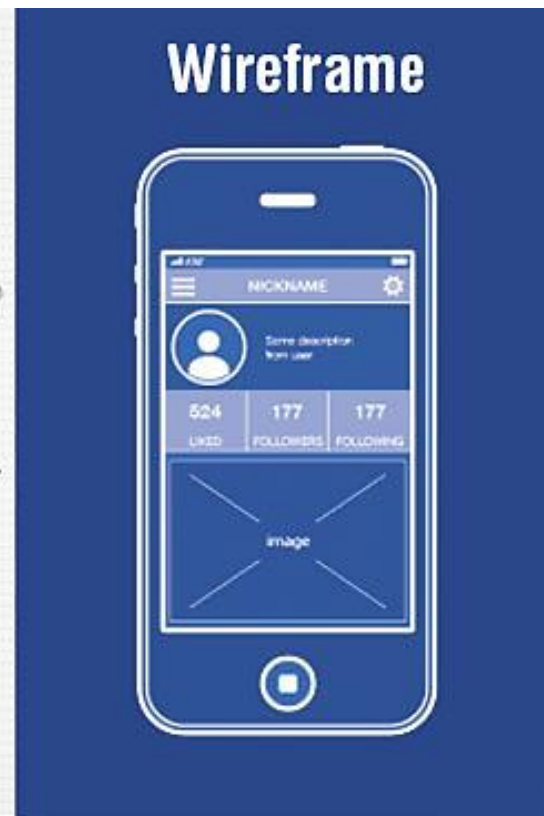 Wireframe
NICKNAME
Some description
from user
524 177 177
LIKED FOLLOWERS FOLLOWING
image